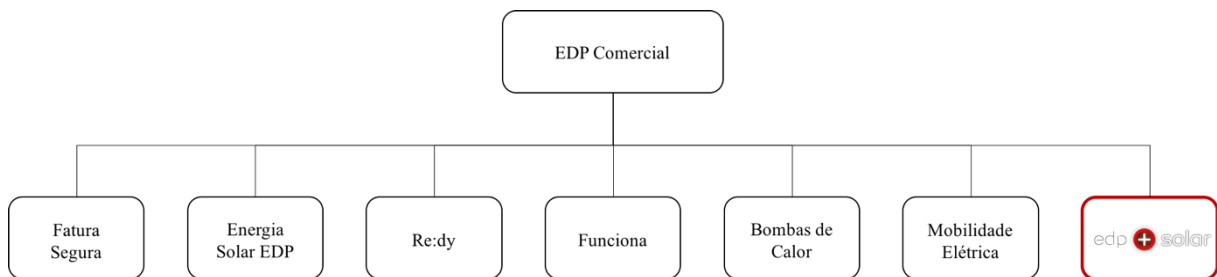 EDP Comercial
Fatura
Segura
Energia
Solar EDP
Re:dy
Funciona
Bombas de
Calor
Mobilidade
Elétrica
edp + solar